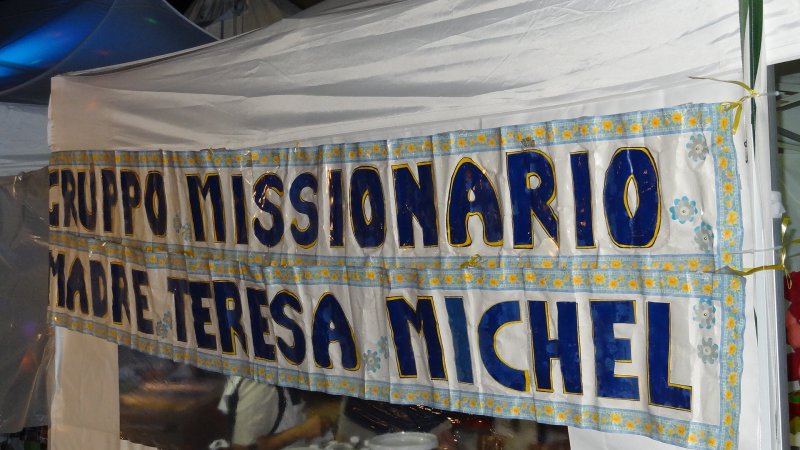 GRUPPO MISSIONARIO
MADRE TERESA MICHEL